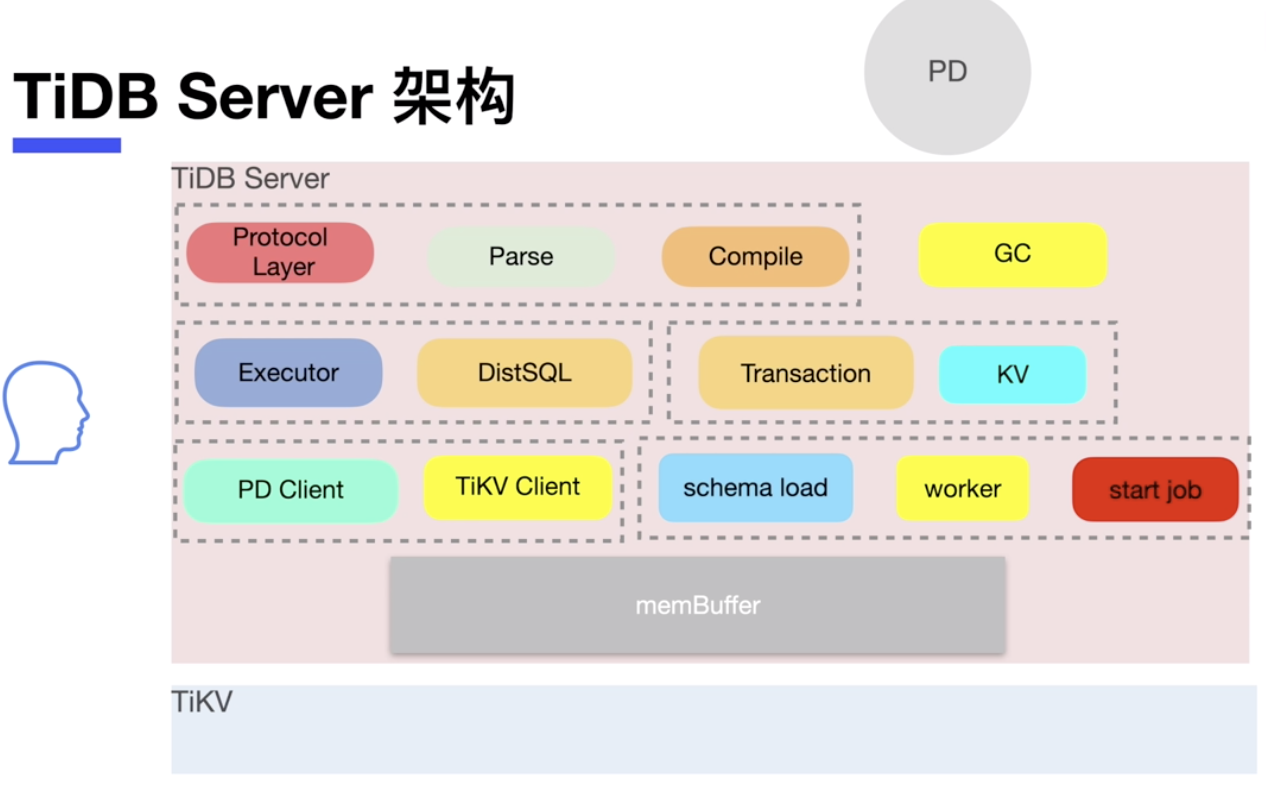 PD
TiDB Server 架构
TiDB Server
Protocol
Layer
Parse
Compile
GC
Executor
DistSQL
Transaction
KV
PD Client
TiKV Client
schema load
worker
start job
memBuffer
TiKV